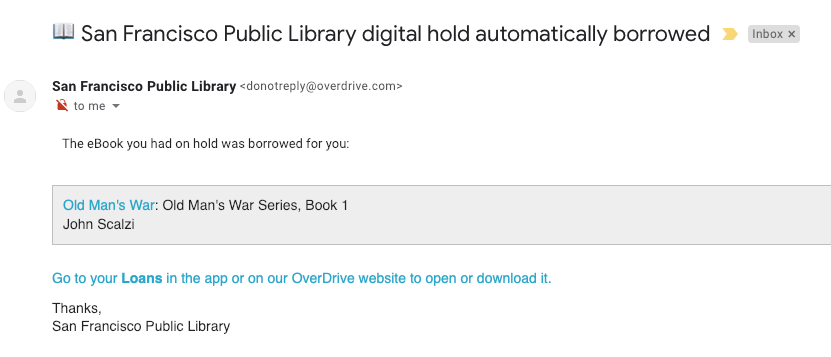 San Francisco Public Library digital hold automatically borrowed Inbox ×
San Francisco Public Library <donotreply@overdrive.com>
to me
The eBook you had on hold was borrowed for you:
Old Man's War: Old Man's War Series, Book 1
John Scalzi
Go to your Loans in the app or on our OverDrive website to open or download it.
Thanks,
San Francisco Public Library